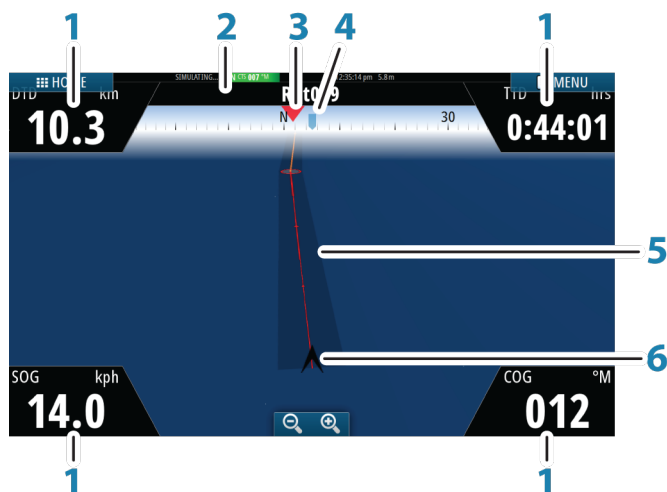 1 2 3 4 1
HOME SIMULATING... CTS 007 °M 2:35:14 pm 5.8 m MENU
DTD km TTD hrs
10.3 N 30 0:44:01
5
6
SOG kph COG °M
14.0 012
1 1